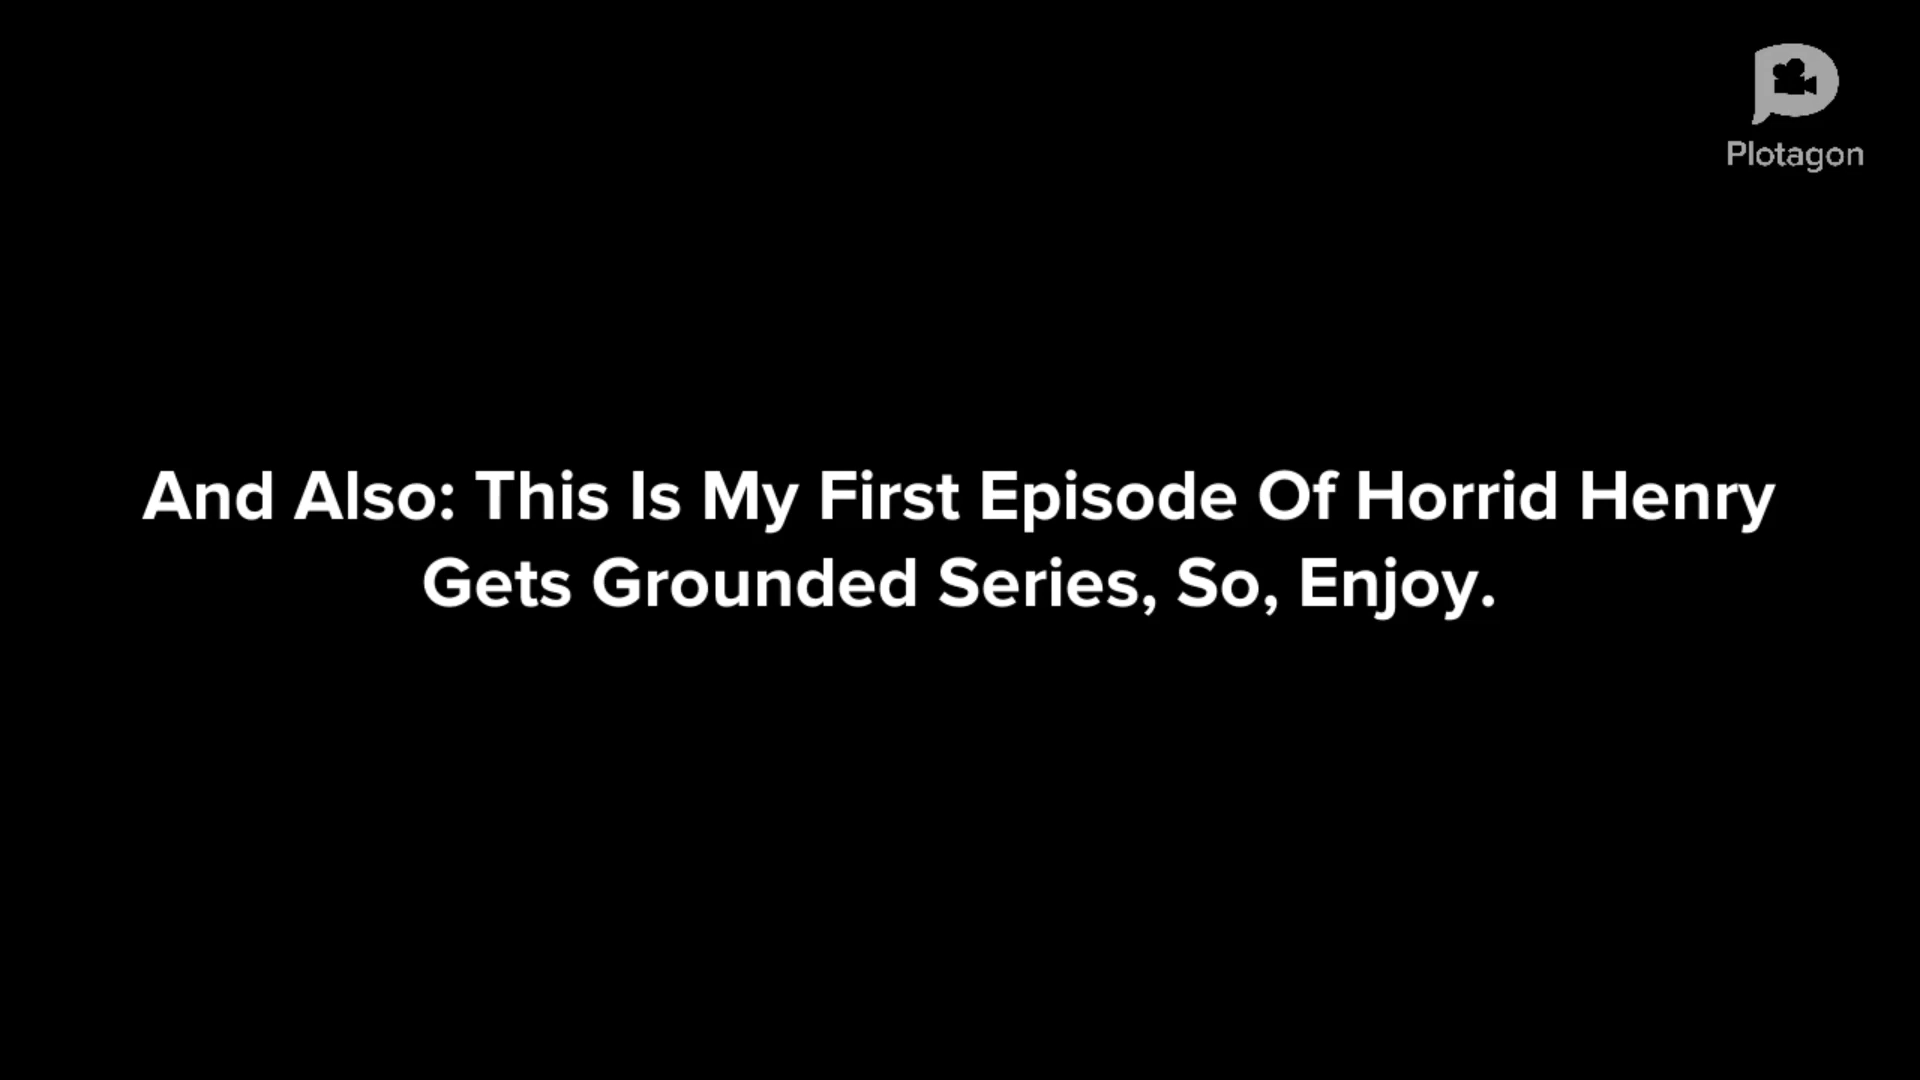 Plotagon
And Also: This Is My First Episode Of Horrid Henry
Gets Grounded Series, So, Enjoy.